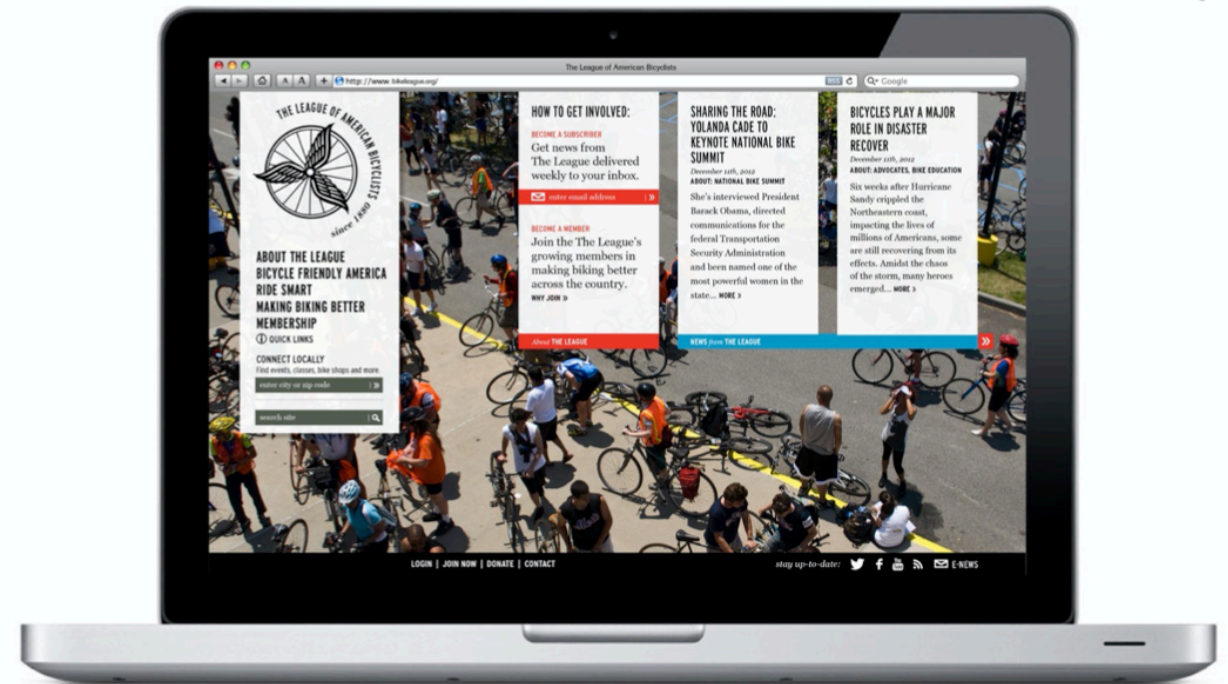 The League of American Bicyclists
A A + http://www.bikeleague.org/ RSS Google
THE LEAGUE OF AMERICAN BICYCLISTS
since 1880
ABOUT THE LEAGUE
BICYCLE FRIENDLY AMERICA
RIDE SMART
MAKING BIKING BETTER
MEMBERSHIP
QUICK LINKS
CONNECT LOCALLY
Find events, classes, bike shops and more.
enter city or zip code
search site
HOW TO GET INVOLVED:
BECOME A SUBSCRIBER
Get news from
The League delivered
weekly to your inbox.
enter email address
BECOME A MEMBER
Join the The League's
growing members in
making biking better
across the country.
WHY JOIN »
About THE LEAGUE
SHARING THE ROAD:
YOLANDA CADE TO
KEYNOTE NATIONAL BIKE
SUMMIT
December 11th, 2012
ABOUT: NATIONAL BIKE SUMMIT
She's interviewed President
Barack Obama, directed
communications for the
federal Transportation
Security Administration
and been named one of the
most powerful women in the
state... MORE »
BICYCLES PLAY A MAJOR
ROLE IN DISASTER
RECOVER
December 11th, 2012
ABOUT: ADVOCATES, BIKE EDUCATION
Six weeks after Hurricane
Sandy crippled the
Northeastern coast,
impacting the lives of
millions of Americans, some
are still recovering from its
effects. Amidst the chaos
of the storm, many heroes
emerged... MORE »
NEWS from THE LEAGUE
LOGIN | JOIN NOW | DONATE | CONTACT
stay up-to-date: You Tube E-NEWS